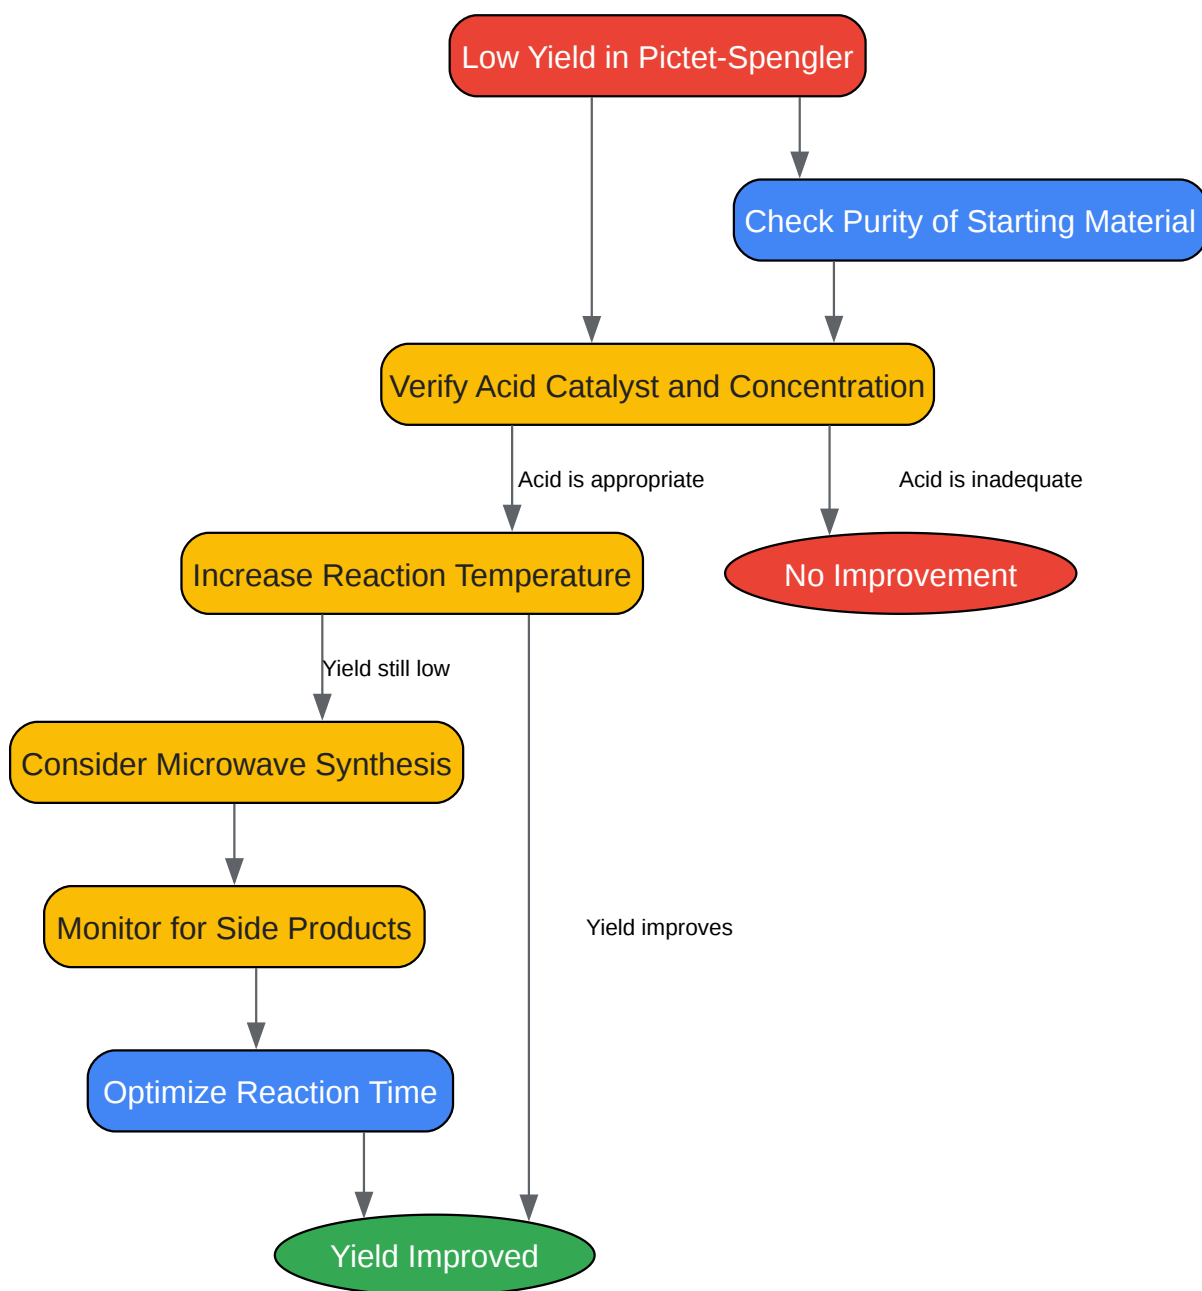 Low Yield in Pictet-Spengler
Check Purity of Starting Material
Verify Acid Catalyst and Concentration
Acid is appropriate
Acid is inadequate
Increase Reaction Temperature
No Improvement
Yield still low
Consider Microwave Synthesis
Monitor for Side Products
Yield improves
Optimize Reaction Time
Yield Improved